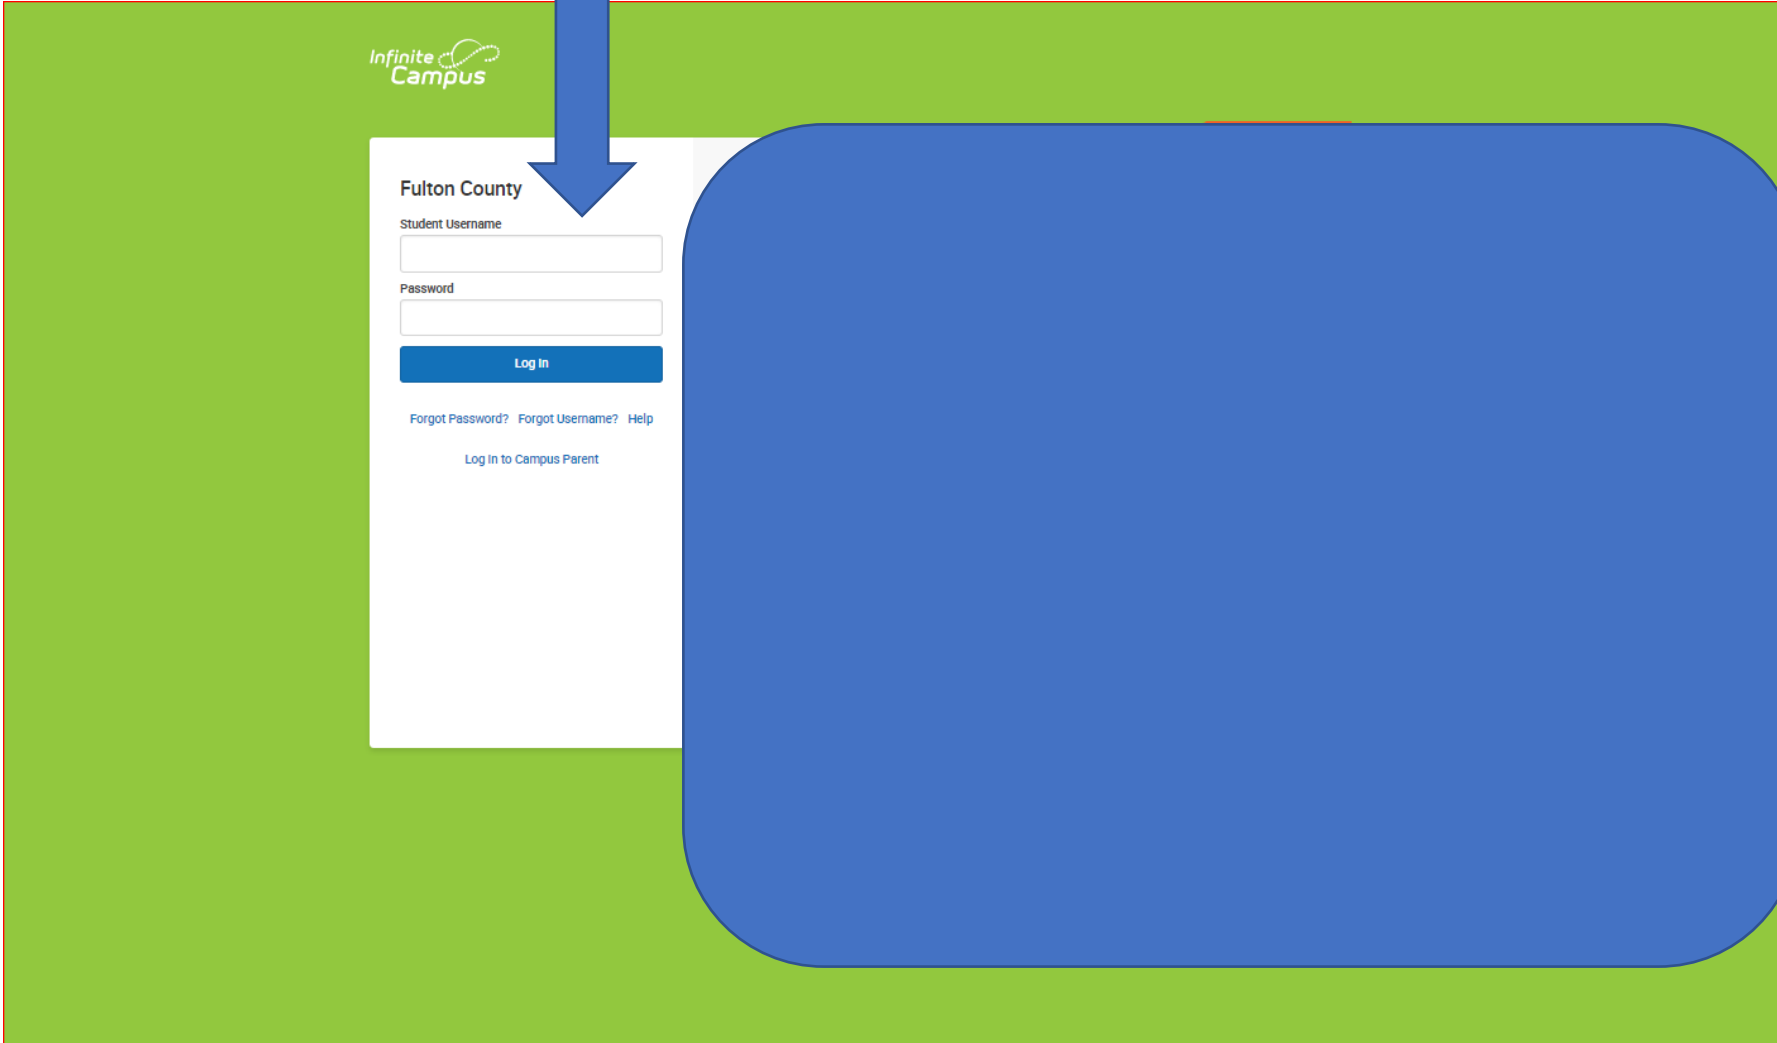 Infinite
Campus
Fulton County
Student Username
Password
Log In
Forgot Password? Forgot Username? Help
Log In to Campus Parent